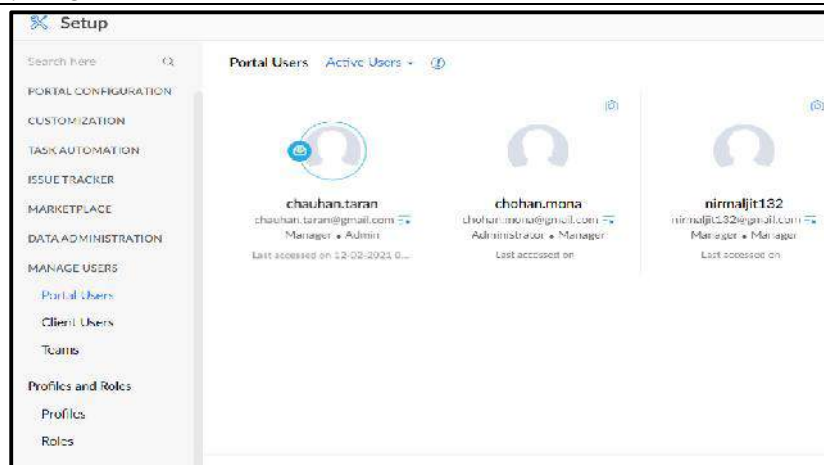 Setup
Search here
PORTAL CONFIGURATION
CUSTOMIZATION
TASK AUTOMATION
ISSUE TRACKER
MARKETPLACE
DATA ADMINISTRATION
MANAGE USERS
Portal Users
Client Users
Teams
Profiles and Roles
Profiles
Roles
Portal Users Active Users
chauhan.taran
chauhan.taran@gmail.com
Manager • Admin
Last accessed on 12-02-2021 0...
chohan.mona
chohan.mona@gmail.com
Administrator • Manager
Last accessed on
nirmaljit132
nirmaljit132@gmail.com
Manager • Manager
Last accessed on